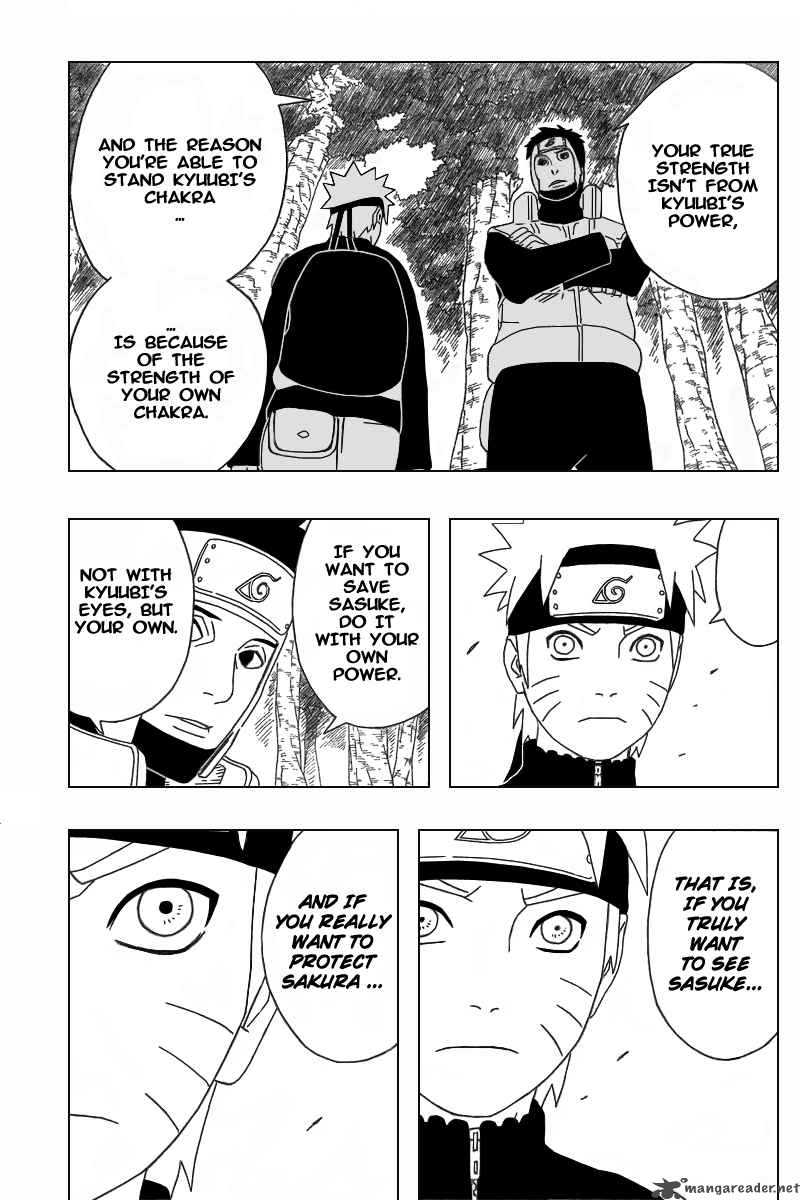 YOUR TRUE
STRENGTH
ISN'T FROM
KYUUBI'S
POWER,
AND THE REASON
YOU'RE ABLE TO
STAND KYUUBI'S
CHAKRA
...
...
IS BECAUSE
OF THE
STRENGTH OF
YOUR OWN
CHAKRA.
IF YOU
WANT TO
SAVE
SASUKE,
DO IT
WITH YOUR
OWN
POWER.
NOT WITH
KYUUBI'S
EYES, BUT
YOUR OWN.
THAT IS,
IF YOU
TRULY
WANT
TO SEE
SASUKE...
AND IF
YOU REALLY
WANT TO
PROTECT
SAKURA ...
mangareader.net